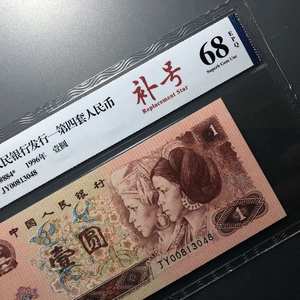 民银行发行—第四套人民币
#884*
1996年 壹圆
JY00813048
补号
Replacement Star
68
EPQ
Superb Gem Unc
1
中国人民银行
壹圆
1
JY00813048